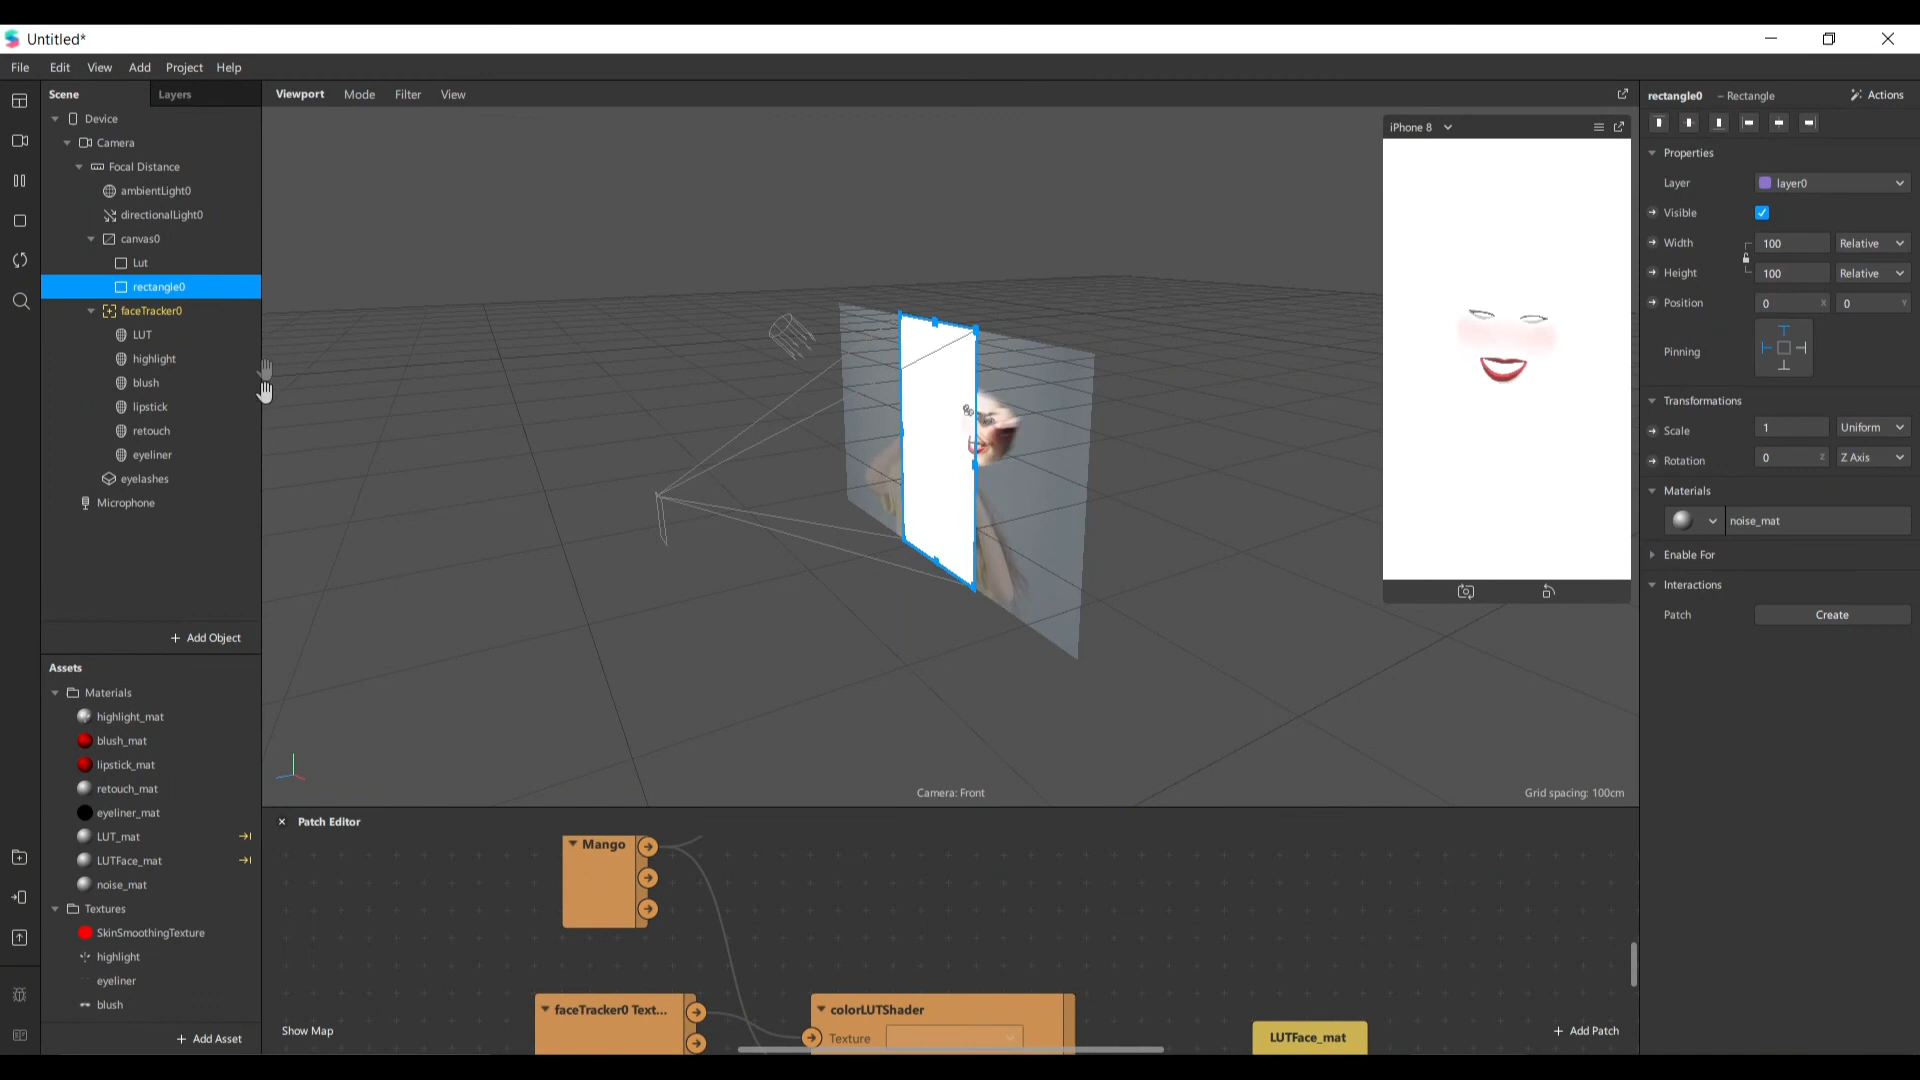 Untitled*
File Edit View Add Project Help
Scene Layers
Device
Camera
Focal Distance
ambientLight0
directionalLight0
canvas0
Lut
rectangle0
faceTracker0
LUT
highlight
blush
lipstick
retouch
eyeliner
eyelashes
Microphone
+ Add Object
Assets
Materials
highlight_mat
blush_mat
lipstick_mat
retouch_mat
eyeliner_mat
LUT_mat
LUTFace_mat
noise_mat
Textures
SkinSmoothingTexture
highlight
eyeliner
blush
+ Add Asset
Viewport Mode Filter View
iPhone 8
Camera: Front
Grid spacing: 100cm
Patch Editor
Mango
faceTracker0 Text...
colorLUTShader
Texture
LUTFace_mat
Show Map
+ Add Patch
rectangle0 – Rectangle Actions
Properties
Layer layer0
Visible
Width 100 Relative
Height 100 Relative
Position 0 X 0 Y
Pinning
Transformations
Scale 1 Uniform
Rotation 0 Z Z Axis
Materials
noise_mat
Enable For
Interactions
Patch Create